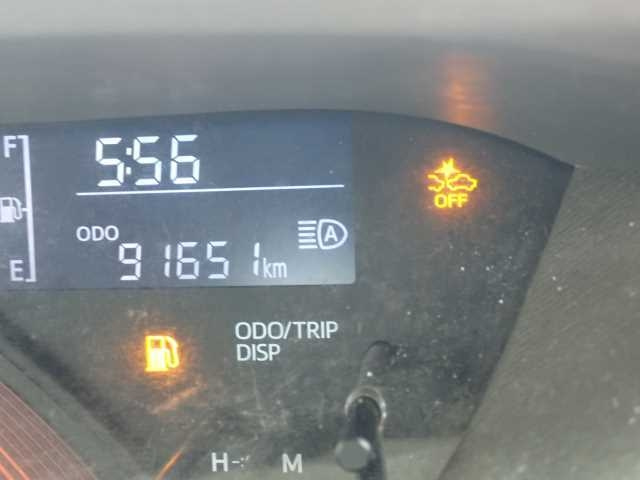 F
5:56
OFF
ODO
A
91651 km
E
ODO/TRIP
DISP
H M